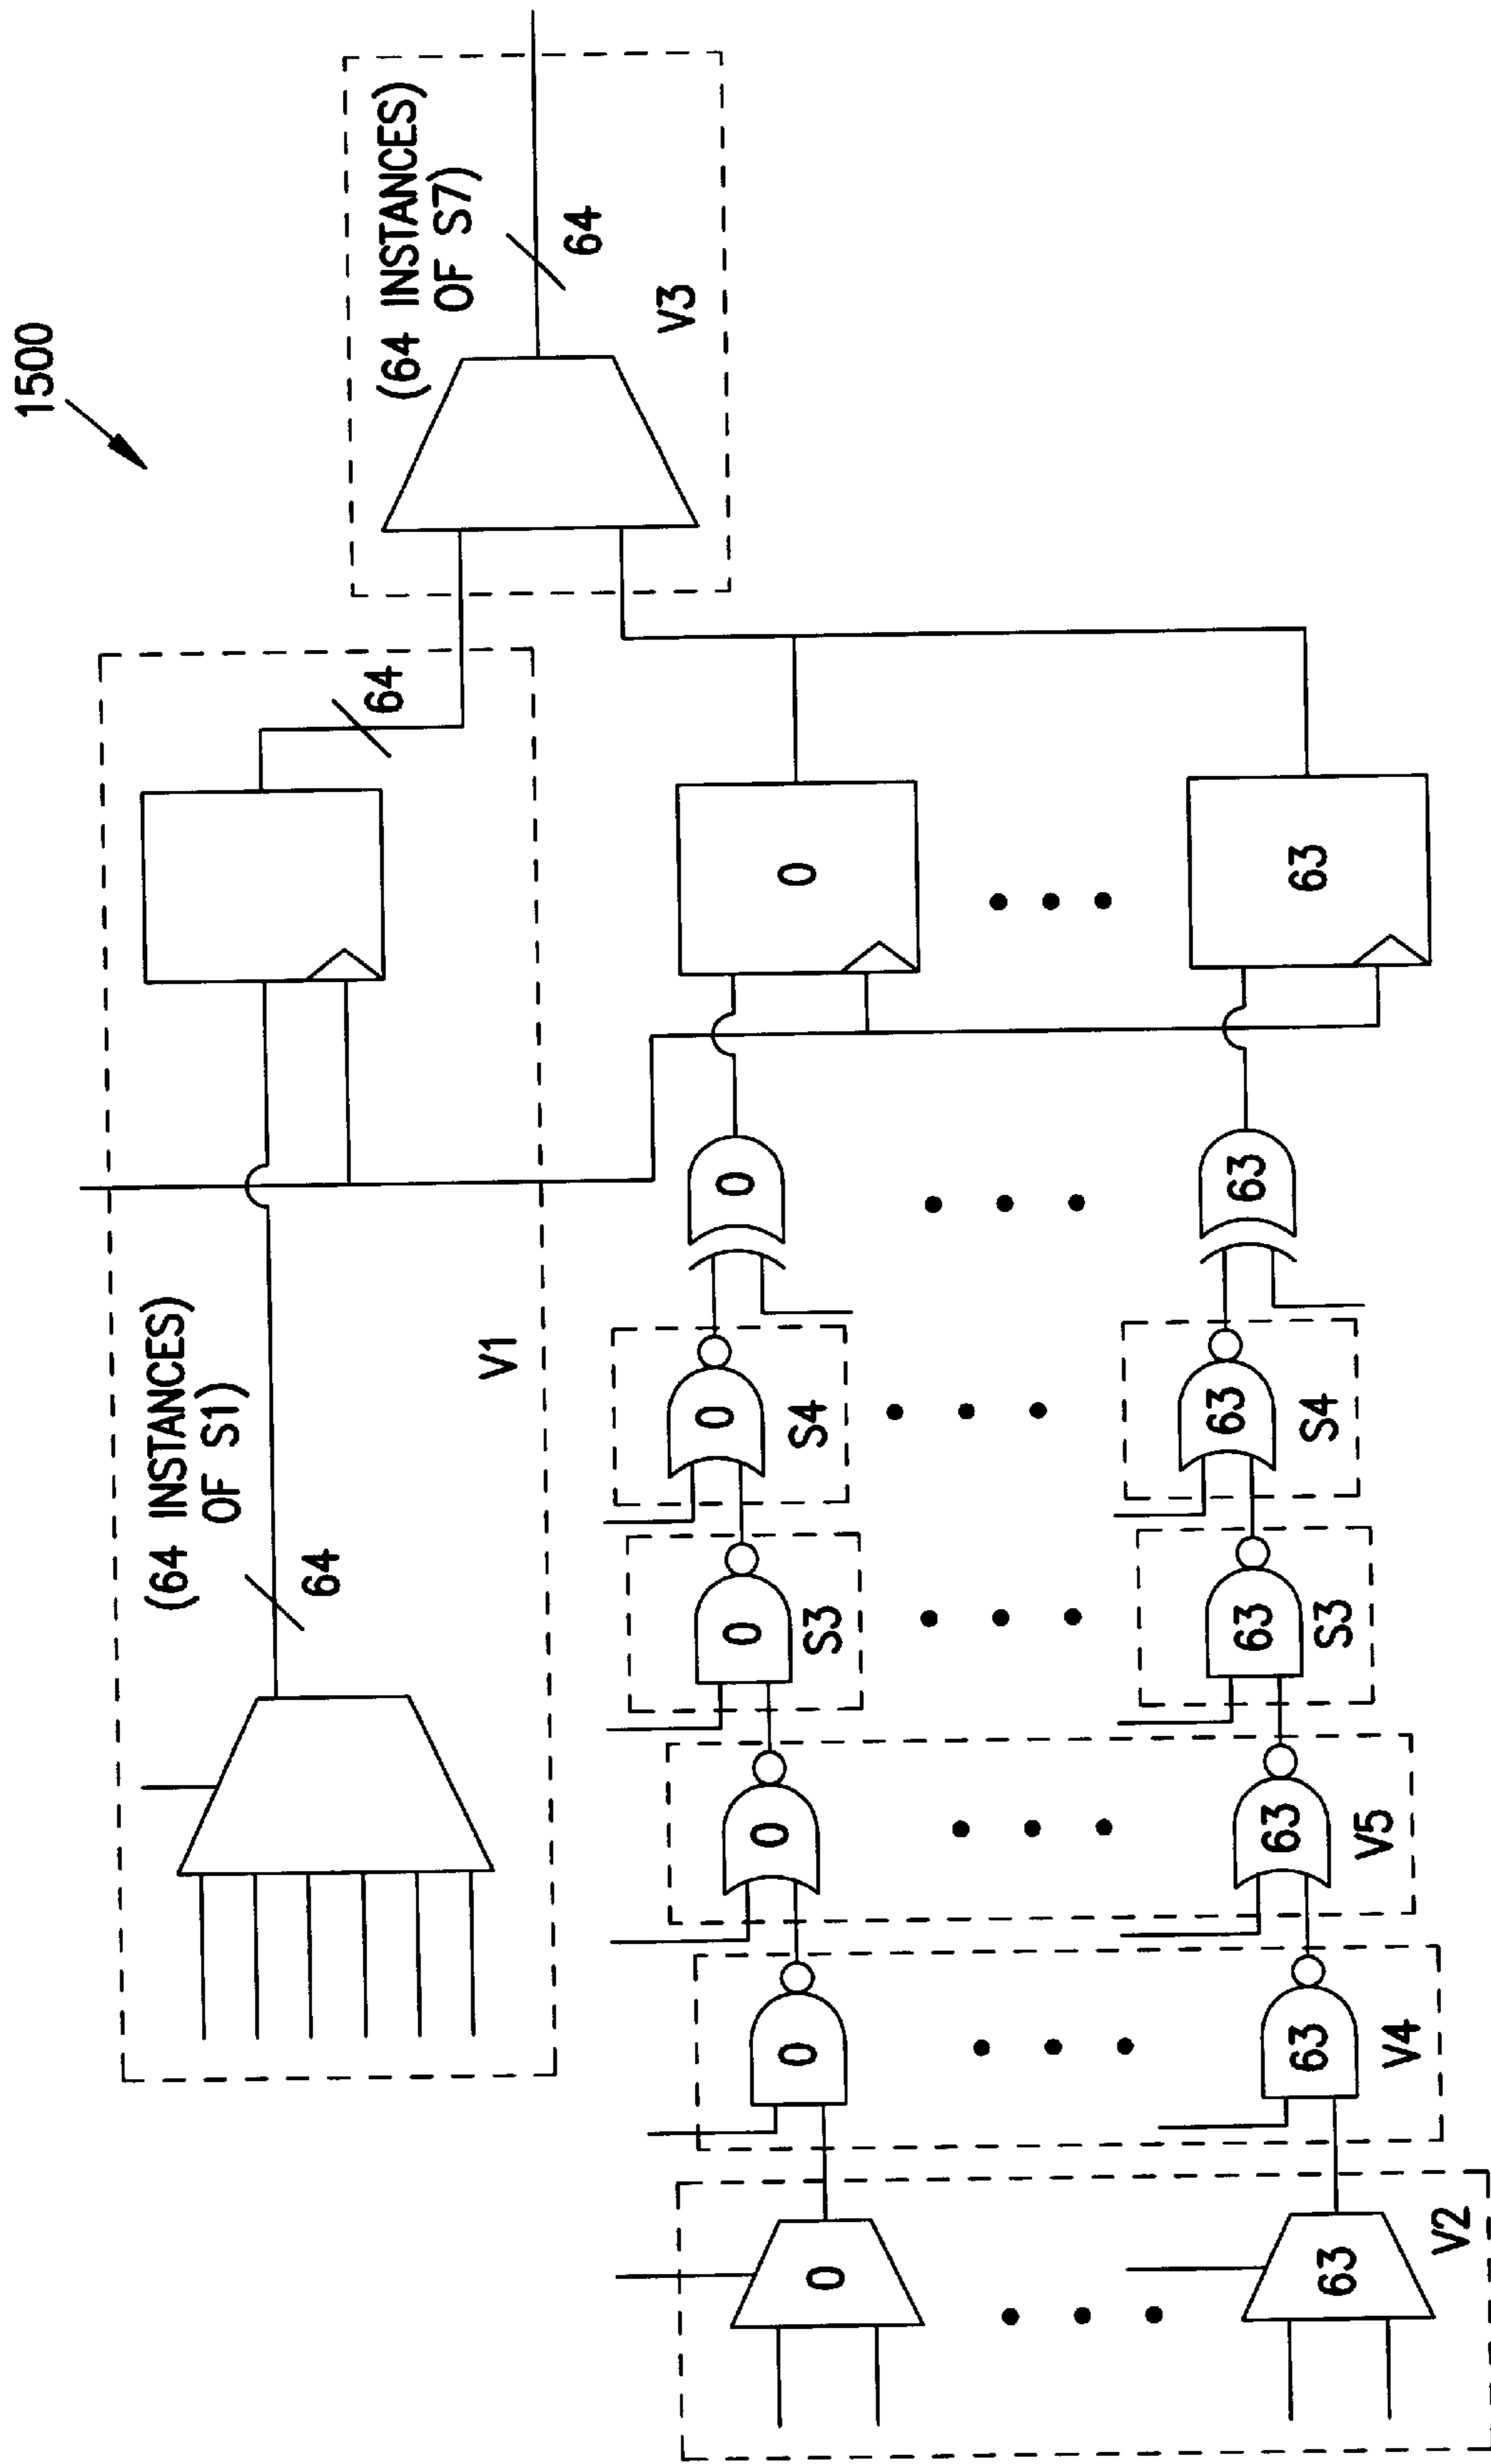 1500
(64 INSTANCES)
OF S7)
64
V3
(64 INSTANCES)
OF S1)
64
64
V1
0
0
0
0
0
0
0
S3
S4
63
63
63
63
63
63
63
V2
V4
V5
S3
S4